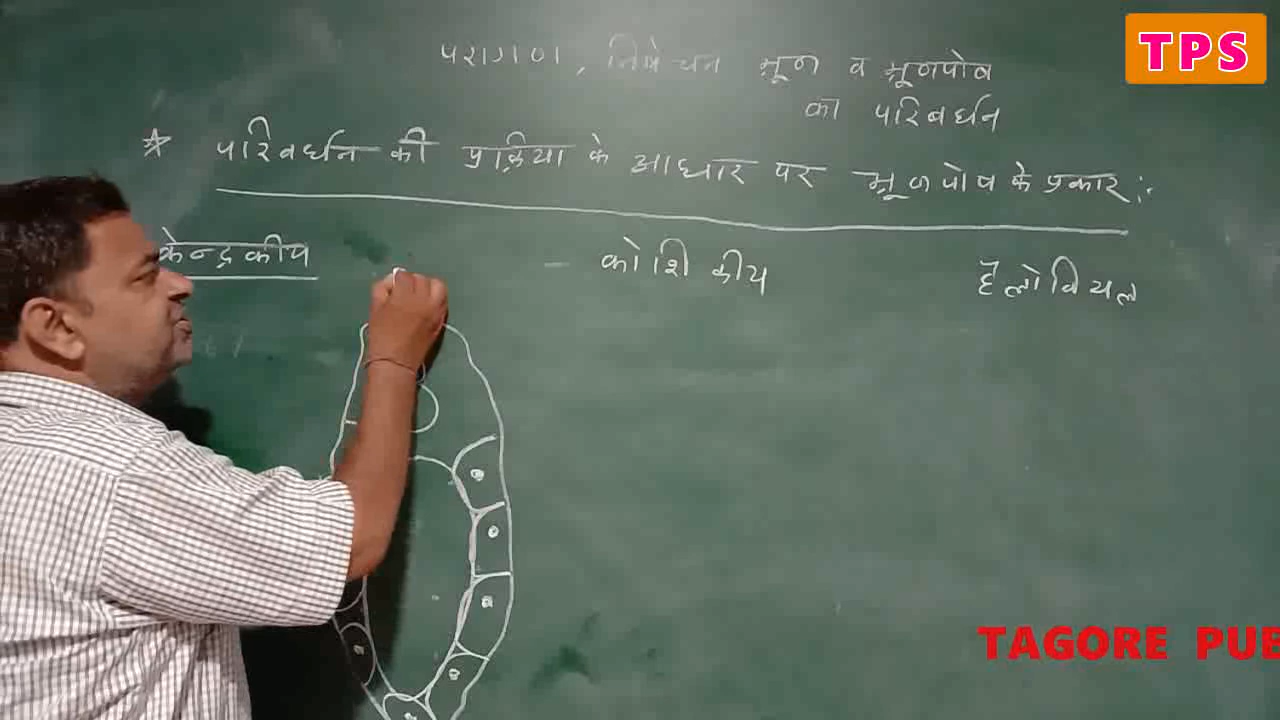 TPS
परागण, निषेचन भ्रूण व भ्रूणपोष
का परिवर्धन
* परिवर्धन की प्रक्रिया के आधार पर भ्रूणपोष के प्रकार :-
केन्द्रकीय कोशिकीय हेलोबियल
TAGORE PUB